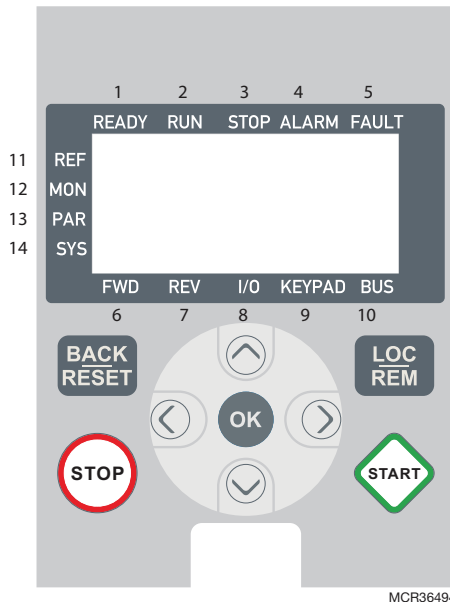 1 2 3 4 5
READY RUN STOP ALARM FAULT
11 REF
12 MON
13 PAR
14 SYS
FWD REV I/O KEYPAD BUS
6 7 8 9 10
BACK
RESET
LOC
REM
OK
STOP
START
MCR3649